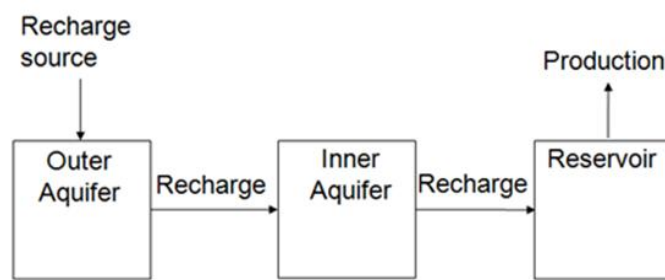 Recharge
source
Production
Outer
Aquifer
Recharge
Inner
Aquifer
Recharge
Reservoir